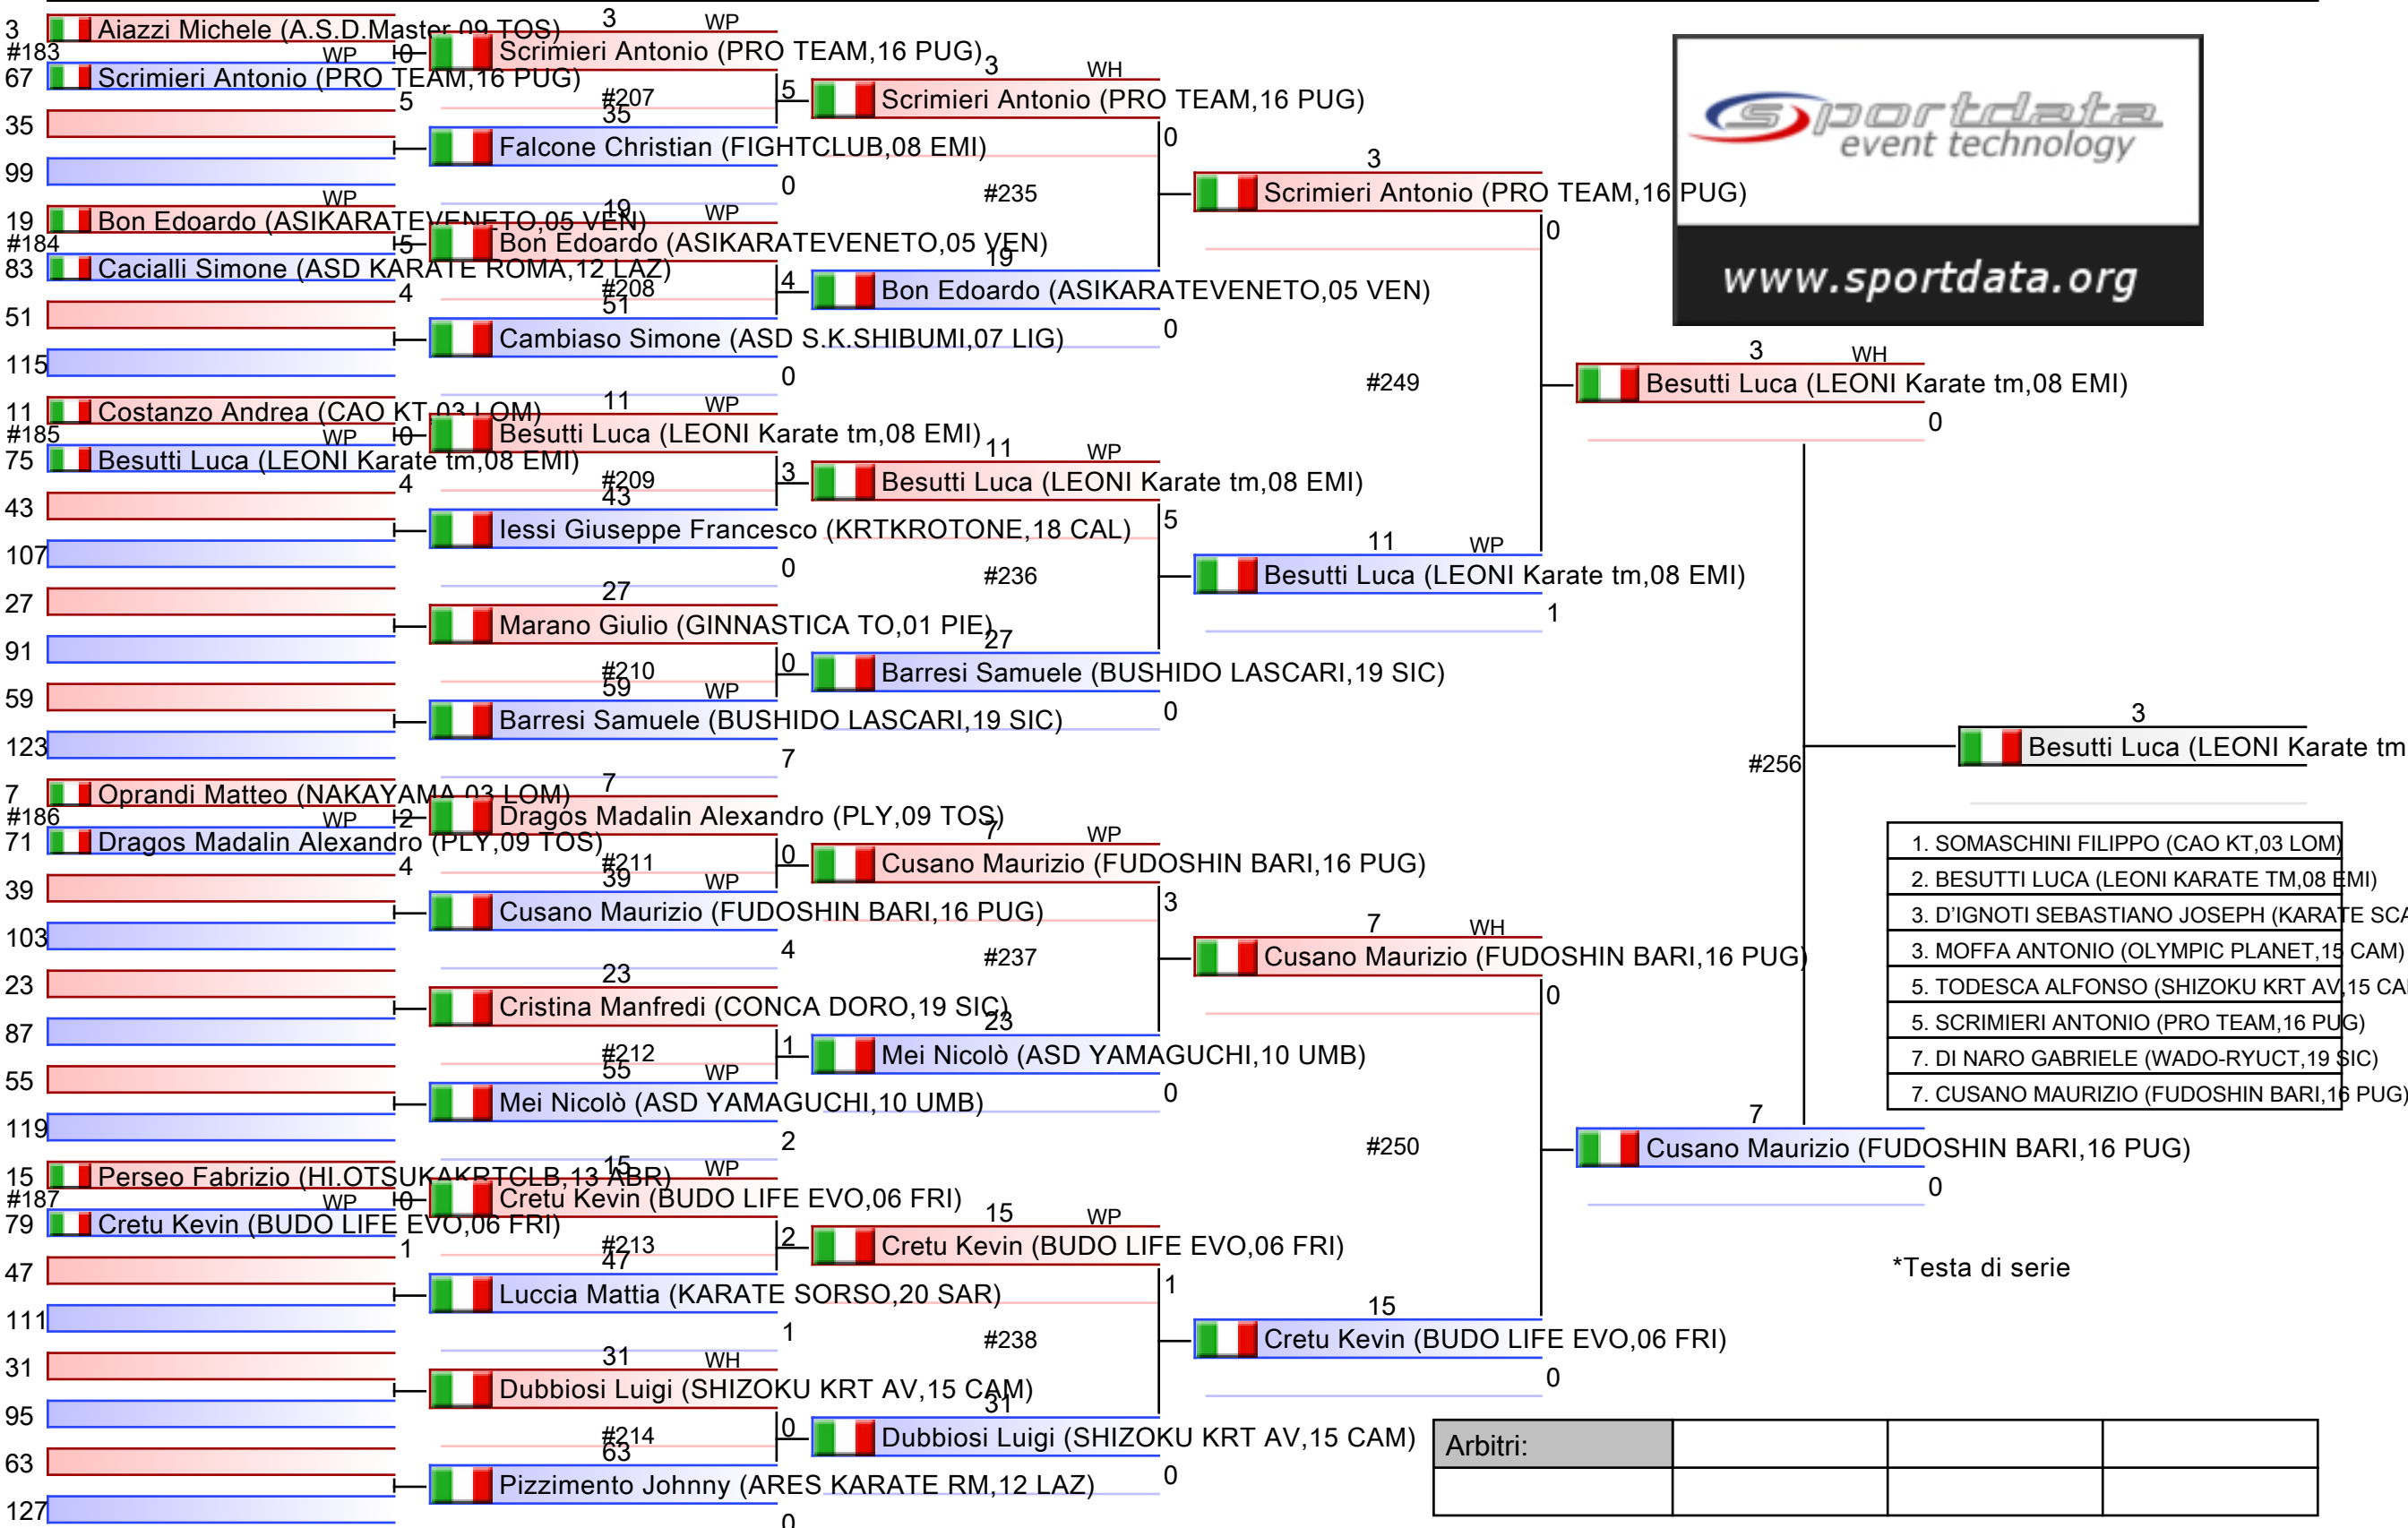 3 Aiazzi Michele (A.S.D.Master,09 TOS)
#183 WP 0
67 Scrimieri Antonio (PRO TEAM,16 PUG)
5
35
99
WP
19 Bon Edoardo (ASIKARATEVENETO,05 VEN)
#184 5
83 Cacialli Simone (ASD KARATE ROMA,12 LAZ)
4
51
115
11 Costanzo Andrea (CAO KT,03 LOM)
#185 WP 0
75 Besutti Luca (LEONI Karate tm,08 EMI)
4
43
107
27
91
59
123
7 Oprandi Matteo (NAKAYAMA,03 LOM)
#186 WP 2
71 Dragos Madalin Alexandro (PLY,09 TOS)
4
39
103
23
87
55
119
15 Perseo Fabrizio (HI.OTSUKAKRTCLB,13 ABR)
#187 WP 0
79 Cretu Kevin (BUDO LIFE EVO,06 FRI)
1
47
111
31
95
63
127
3 WP
Scrimieri Antonio (PRO TEAM,16 PUG)
#207 5
35
Falcone Christian (FIGHTCLUB,08 EMI)
0
19 WP
Bon Edoardo (ASIKARATEVENETO,05 VEN)
#208 4
51
Cambiaso Simone (ASD S.K.SHIBUMI,07 LIG)
0
11 WP
Besutti Luca (LEONI Karate tm,08 EMI)
#209 3
43
Iessi Giuseppe Francesco (KRTKROTONE,18 CAL)
0
27
Marano Giulio (GINNASTICA TO,01 PIE)
#210 0
59 WP
Barresi Samuele (BUSHIDO LASCARI,19 SIC)
7
7
Dragos Madalin Alexandro (PLY,09 TOS)
#211 0
39 WP
Cusano Maurizio (FUDOSHIN BARI,16 PUG)
4
23
Cristina Manfredi (CONCA DORO,19 SIC)
#212 1
55 WP
Mei Nicolò (ASD YAMAGUCHI,10 UMB)
2
15 WP
Cretu Kevin (BUDO LIFE EVO,06 FRI)
#213 2
47
Luccia Mattia (KARATE SORSO,20 SAR)
1
31 WH
Dubbiosi Luigi (SHIZOKU KRT AV,15 CAM)
#214 0
63
Pizzimento Johnny (ARES KARATE RM,12 LAZ)
0
3 WH
Scrimieri Antonio (PRO TEAM,16 PUG)
0
#235
19
Bon Edoardo (ASIKARATEVENETO,05 VEN)
0
11 WP
Besutti Luca (LEONI Karate tm,08 EMI)
5
#236
27
Barresi Samuele (BUSHIDO LASCARI,19 SIC)
0
7 WP
Cusano Maurizio (FUDOSHIN BARI,16 PUG)
3
#237
23
Mei Nicolò (ASD YAMAGUCHI,10 UMB)
0
15 WP
Cretu Kevin (BUDO LIFE EVO,06 FRI)
1
#238
31
Dubbiosi Luigi (SHIZOKU KRT AV,15 CAM)
0
3
Scrimieri Antonio (PRO TEAM,16 PUG)
0
#249
11 WP
Besutti Luca (LEONI Karate tm,08 EMI)
1
7 WH
Cusano Maurizio (FUDOSHIN BARI,16 PUG)
0
#250
15
Cretu Kevin (BUDO LIFE EVO,06 FRI)
0
sportdata
event technology
www.sportdata.org
3 WH
Besutti Luca (LEONI Karate tm,08 EMI)
0
#256
7
Cusano Maurizio (FUDOSHIN BARI,16 PUG)
0
3
Besutti Luca (LEONI Karate tm
1. SOMASCHINI FILIPPO (CAO KT,03 LOM)
2. BESUTTI LUCA (LEONI KARATE TM,08 EMI)
3. D'IGNOTI SEBASTIANO JOSEPH (KARATE SCA
3. MOFFA ANTONIO (OLYMPIC PLANET,15 CAM)
5. TODESCA ALFONSO (SHIZOKU KRT AV,15 CA
5. SCRIMIERI ANTONIO (PRO TEAM,16 PUG)
7. DI NARO GABRIELE (WADO-RYUCT,19 SIC)
7. CUSANO MAURIZIO (FUDOSHIN BARI,16 PUG)
*Testa di serie
Arbitri: